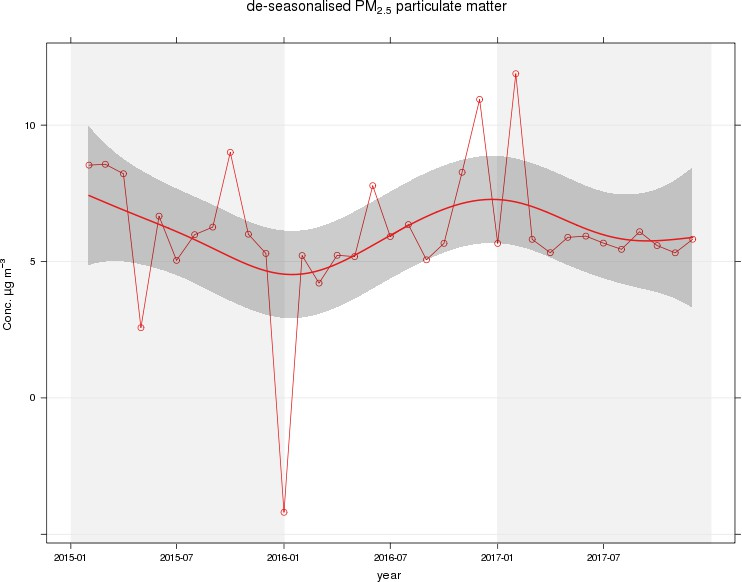 de-seasonalised PM2.5 particulate matter
10
5
0
Conc. µg m⁻³
2015-01 2015-07 2016-01 2016-07 2017-01 2017-07
year